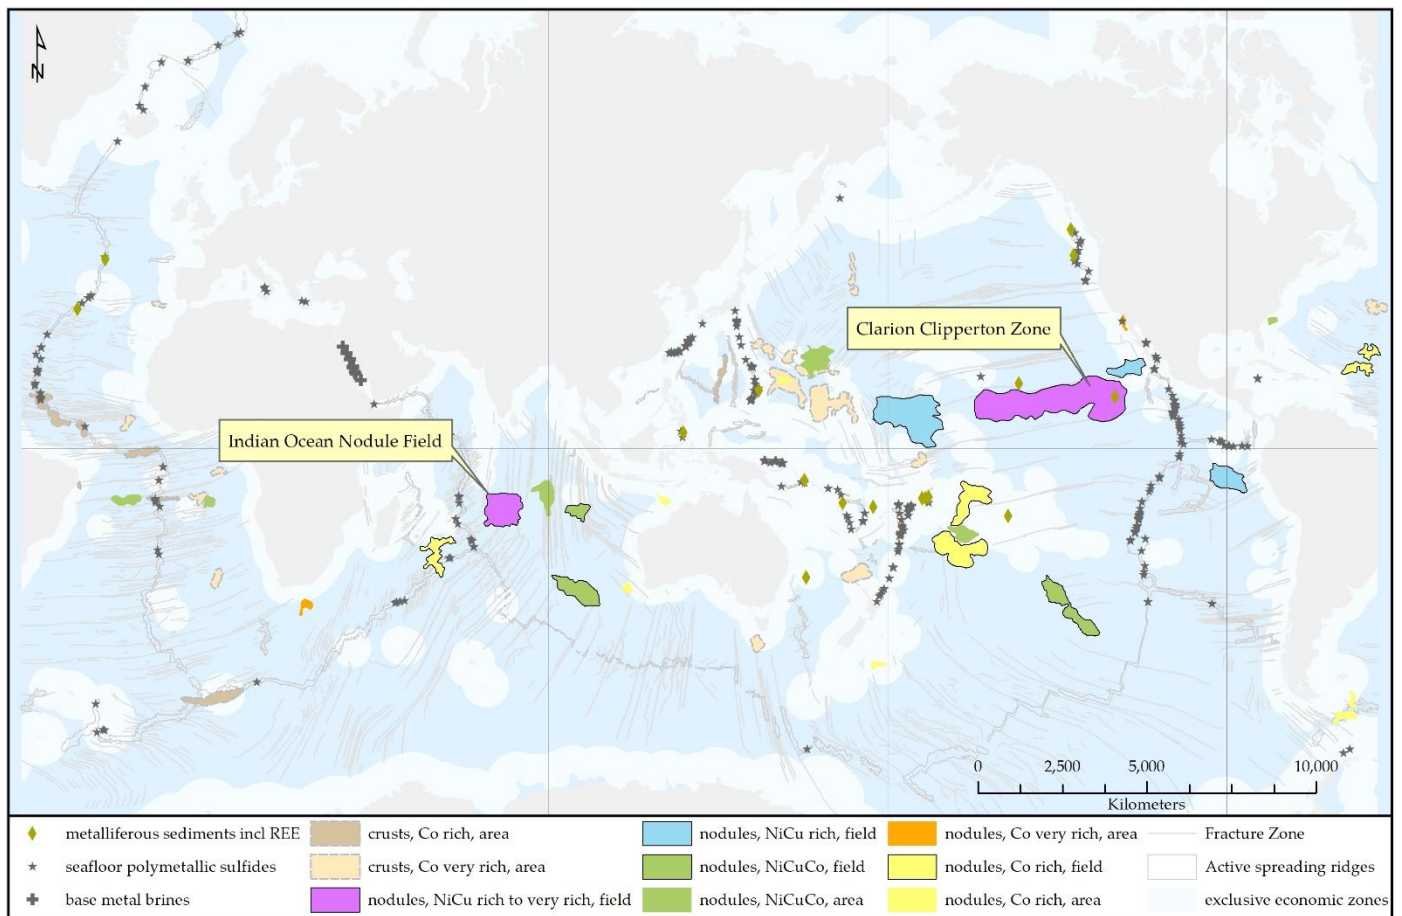 N
Clarion Clipperton Zone
Indian Ocean Nodule Field
0 2,500 5,000 10,000
Kilometers
metalliferous sediments incl REE
seafloor polymetallic sulfides
base metal brines
crusts, Co rich, area
crusts, Co very rich, area
nodules, NiCu rich to very rich, field
nodules, NiCu rich, field
nodules, NiCuCo, field
nodules, NiCuCo, area
nodules, Co very rich, area
nodules, Co rich, field
nodules, Co rich, area
Fracture Zone
Active spreading ridges
exclusive economic zones